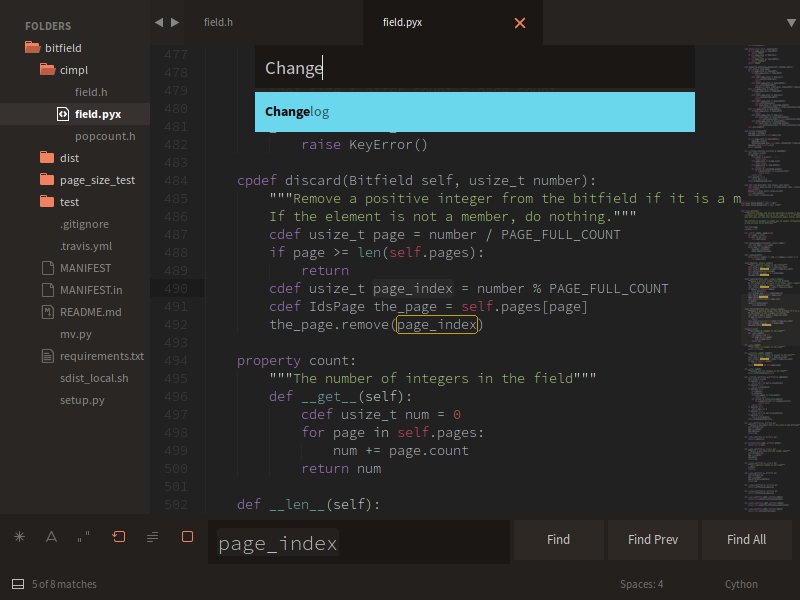 FOLDERS
bitfield
cimpl
field.h
field.pyx
popcount.h
dist
page_size_test
test
.gitignore
.travis.yml
MANIFEST
MANIFEST.in
README.md
mv.py
requirements.txt
sdist_local.sh
setup.py
field.h
field.pyx
Change
Changelog
477
478
479
480
481
482 raise KeyError()
483
484 cpdef discard(Bitfield self, usize_t number):
485 """Remove a positive integer from the bitfield if it is a m
486 If the element is not a member, do nothing."""
487 cdef usize_t page = number / PAGE_FULL_COUNT
488 if page >= len(self.pages):
489 return
490 cdef usize_t page_index = number % PAGE_FULL_COUNT
491 cdef IdsPage the_page = self.pages[page]
492 the_page.remove(page_index)
493
494 property count:
495 """The number of integers in the field"""
496 def __get__(self):
497 cdef usize_t num = 0
498 for page in self.pages:
499 num += page.count
500 return num
501
502 def __len__(self):
page_index
Find
Find Prev
Find All
5 of 8 matches
Spaces: 4
Cython